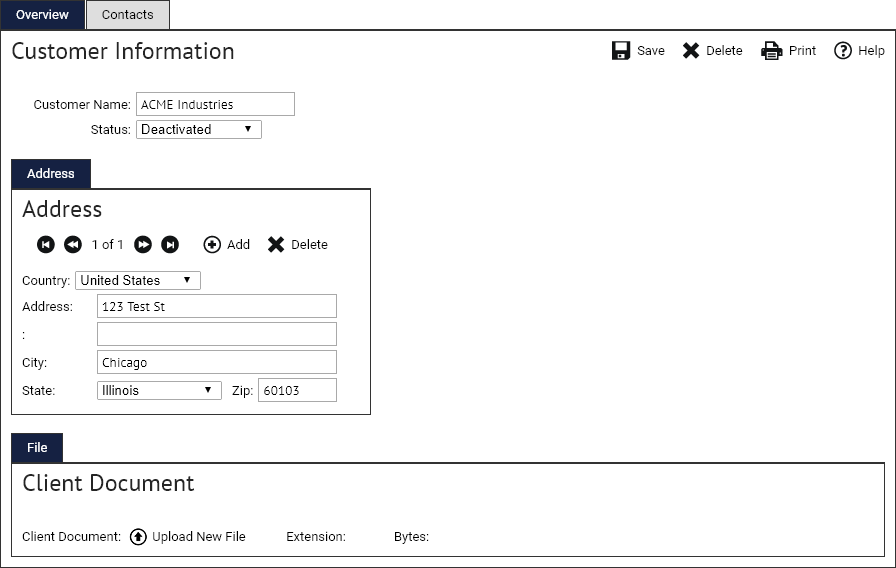 Overview Contacts
Customer Information Save Delete Print Help
Customer Name: ACME Industries
Status: Deactivated
Address
Address
1 of 1 Add Delete
Country: United States
Address: 123 Test St
:
City: Chicago
State: Illinois Zip: 60103
File
Client Document
Client Document: Upload New File Extension: Bytes: